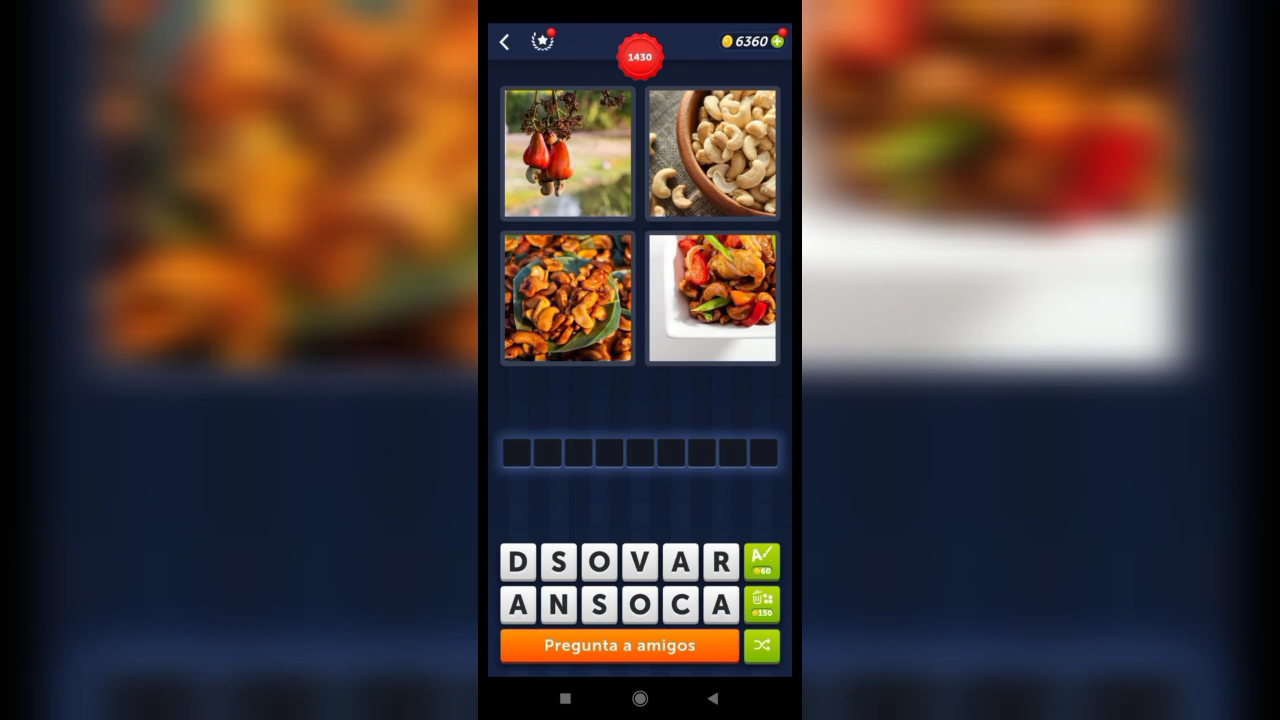 1430
6360
D S O V A R
A
60
A N S O C A
150
Pregunta a amigos